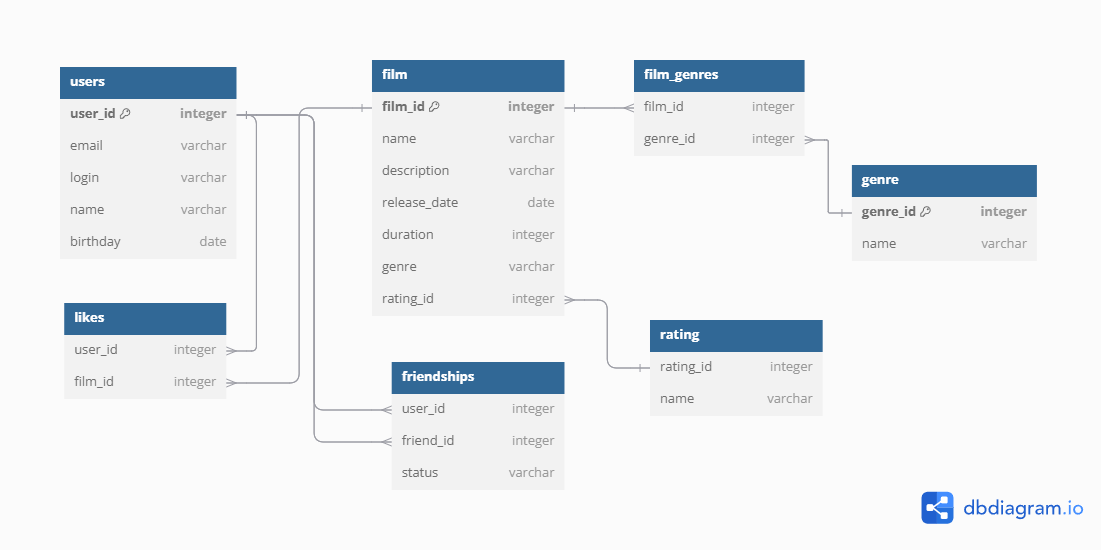 users
user_id integer
email varchar
login varchar
name varchar
birthday date
film
film_id integer
name varchar
description varchar
release_date date
duration integer
genre varchar
rating_id integer
film_genres
film_id integer
genre_id integer
genre
genre_id integer
name varchar
likes
user_id integer
film_id integer
friendships
user_id integer
friend_id integer
status varchar
rating
rating_id integer
name varchar
dbdiagram.io